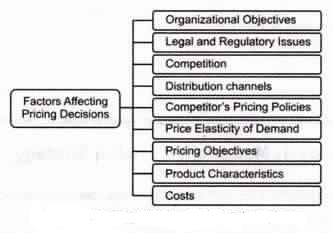 Factors Affecting
Pricing Decisions
Organizational Objectives
Legal and Regulatory Issues
Competition
Distribution channels
Competitor's Pricing Policies
Price Elasticity of Demand
Pricing Objectives
Product Characteristics
Costs